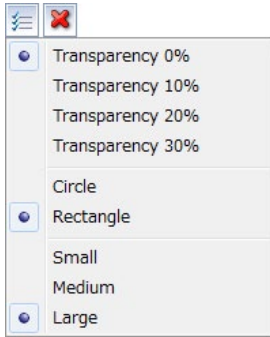 Transparency 0%
Transparency 10%
Transparency 20%
Transparency 30%
Circle
Rectangle
Small
Medium
Large